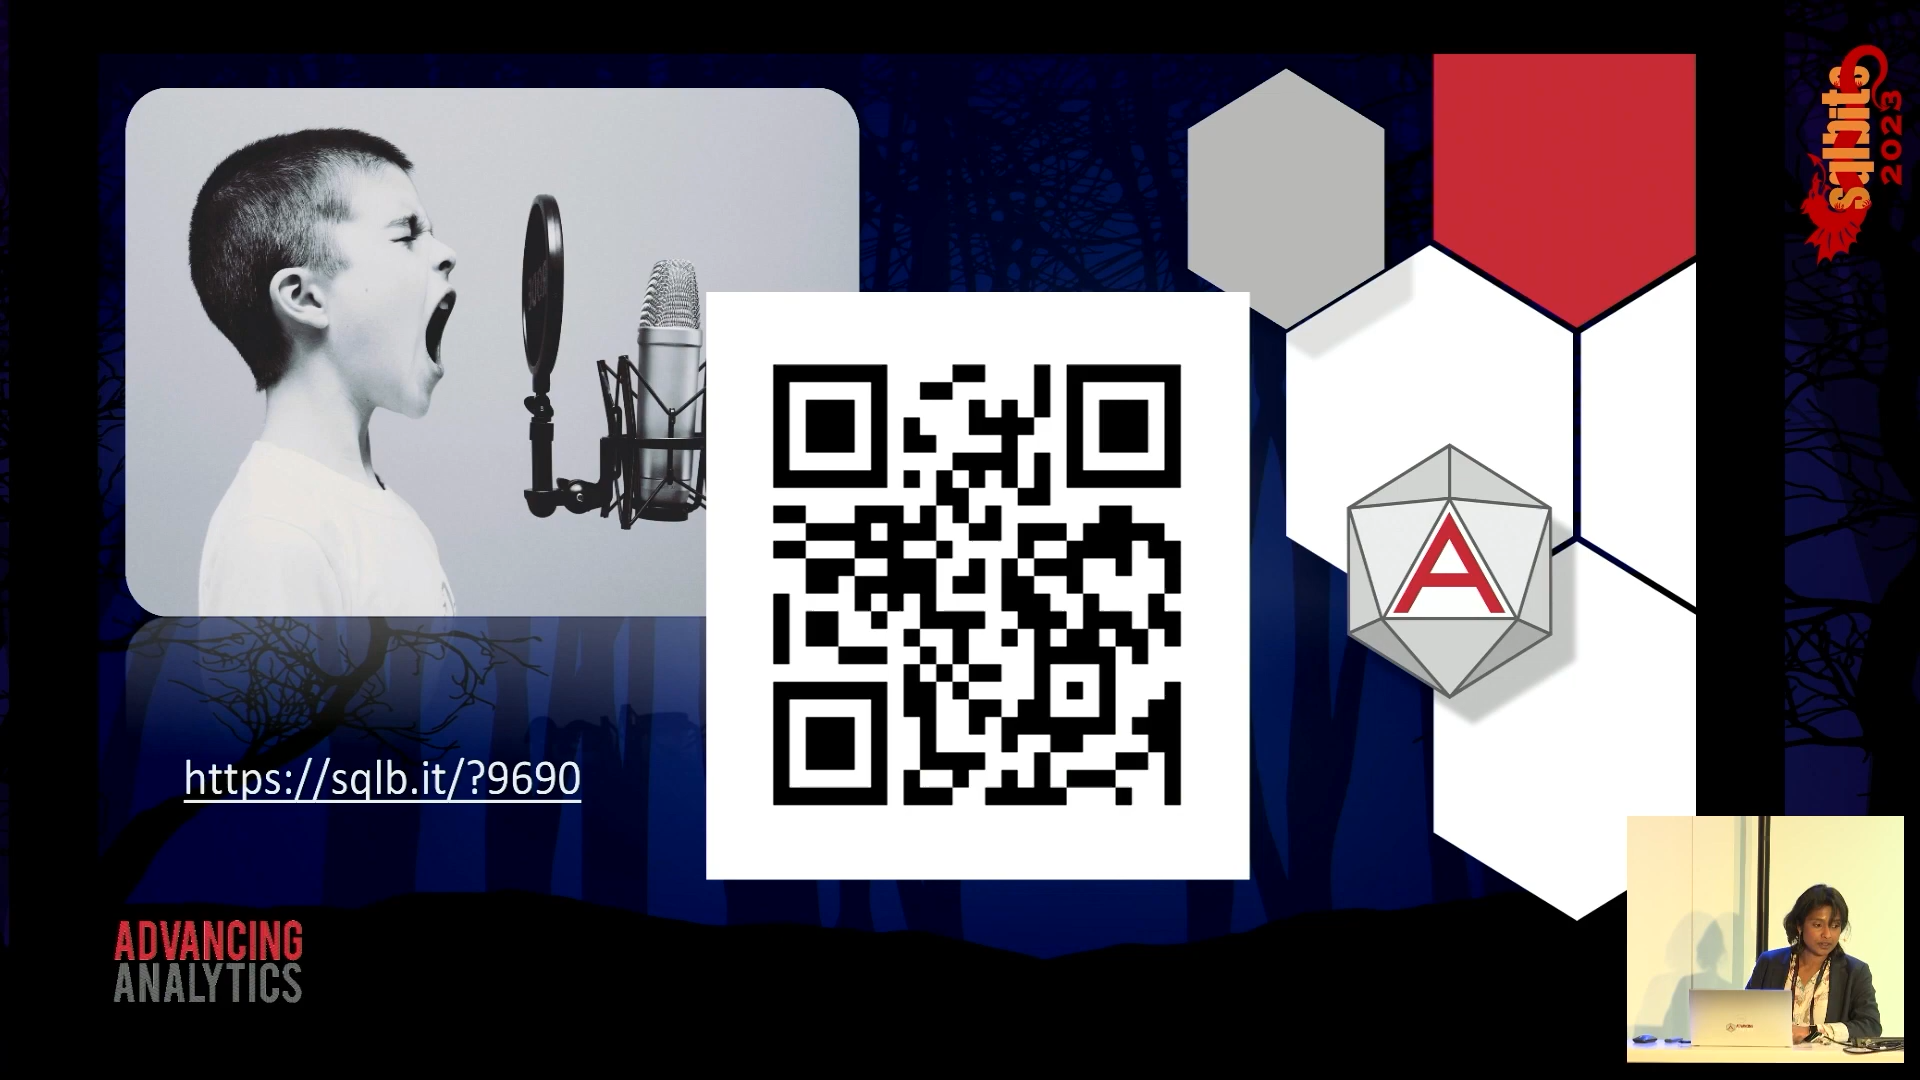 sqlbits
2023
A
https://sqlb.it/?9690
ADVANCING
ANALYTICS